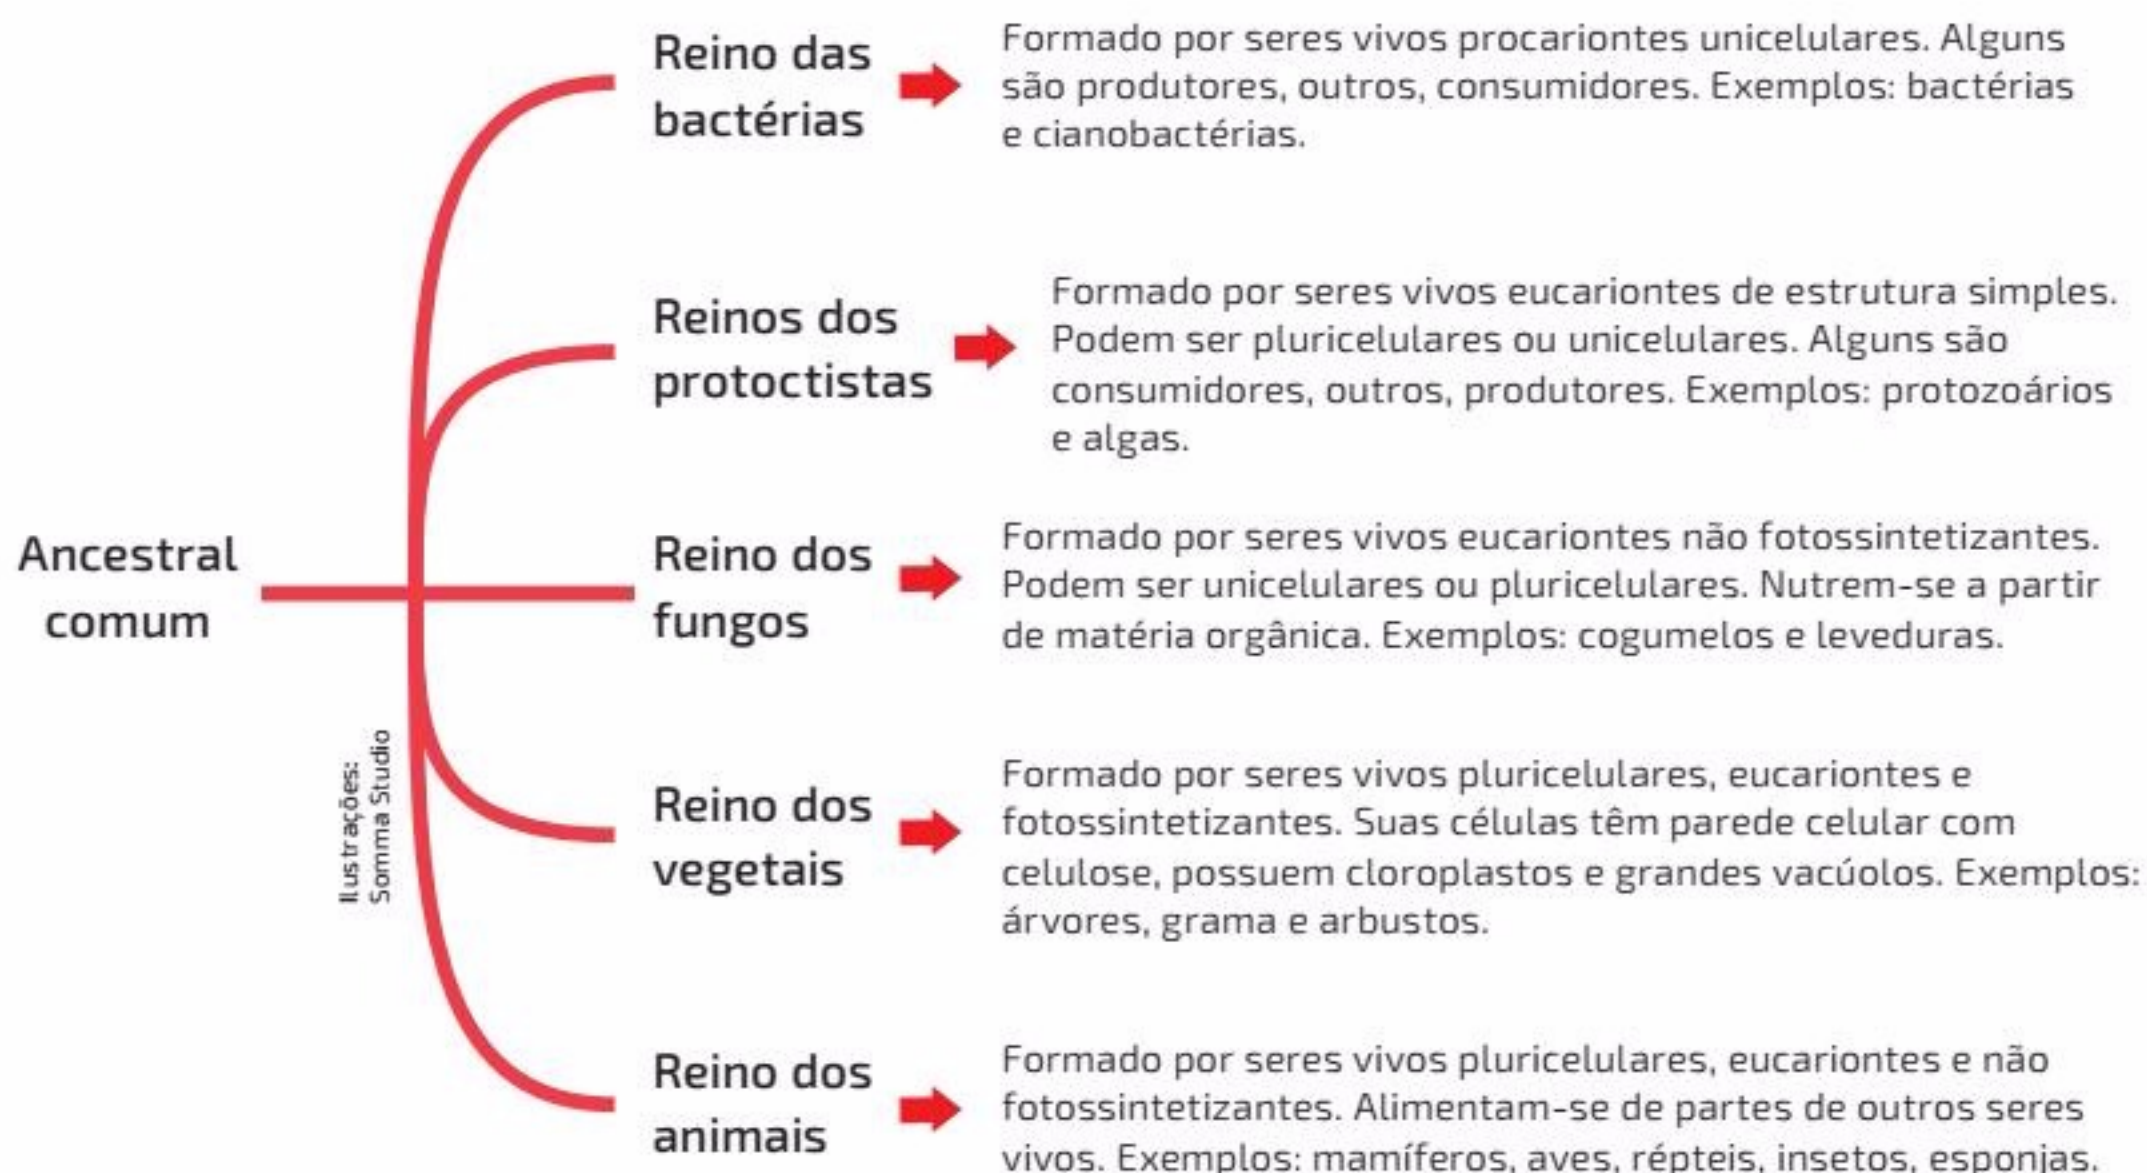 Reino das
bactérias
Formado por seres vivos procariontes unicelulares. Alguns
são produtores, outros, consumidores. Exemplos: bactérias
e cianobactérias.
Reinos dos
protoctistas
Formado por seres vivos eucariontes de estrutura simples.
Podem ser pluricelulares ou unicelulares. Alguns são
consumidores, outros, produtores. Exemplos: protozoários
e algas.
Ancestral
comum
Reino dos
fungos
Formado por seres vivos eucariontes não fotossintetizantes.
Podem ser unicelulares ou pluricelulares. Nutrem-se a partir
de matéria orgânica. Exemplos: cogumelos e leveduras.
Ilustrações:
Somma Studio
Reino dos
vegetais
Formado por seres vivos pluricelulares, eucariontes e
fotossintetizantes. Suas células têm parede celular com
celulose, possuem cloroplastos e grandes vacúolos. Exemplos:
árvores, grama e arbustos.
Reino dos
animais
Formado por seres vivos pluricelulares, eucariontes e não
fotossintetizantes. Alimentam-se de partes de outros seres
vivos. Exemplos: mamíferos, aves, répteis, insetos, esponjas.